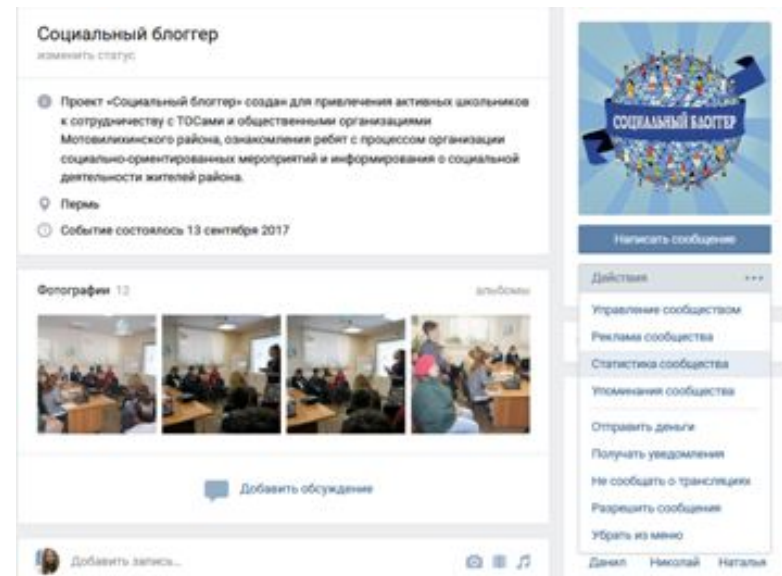 Социальный блоггер
изменить статус
Проект «Социальный блоггер» создан для привлечения активных школьников
к сотрудничеству с ТОСами и общественными организациями
Мотовилихинского района, ознакомления ребят с процессом организации
социально-ориентированных мероприятий и информирования о социальной
деятельности жителей района.
Пермь
Событие состоялось 13 сентября 2017
Фотографии 12
альбомы
Добавить обсуждение
Добавить запись...
СОЦИАЛЬНЫЙ БЛОГГЕР
Написать сообщение
Действия
Управление сообществом
Реклама сообщества
Статистика сообщества
Упоминания сообщества
Отправить деньги
Получать уведомления
Не сообщать о трансляциях
Разрешить сообщения
Убрать из меню
Данил Николай Наталья